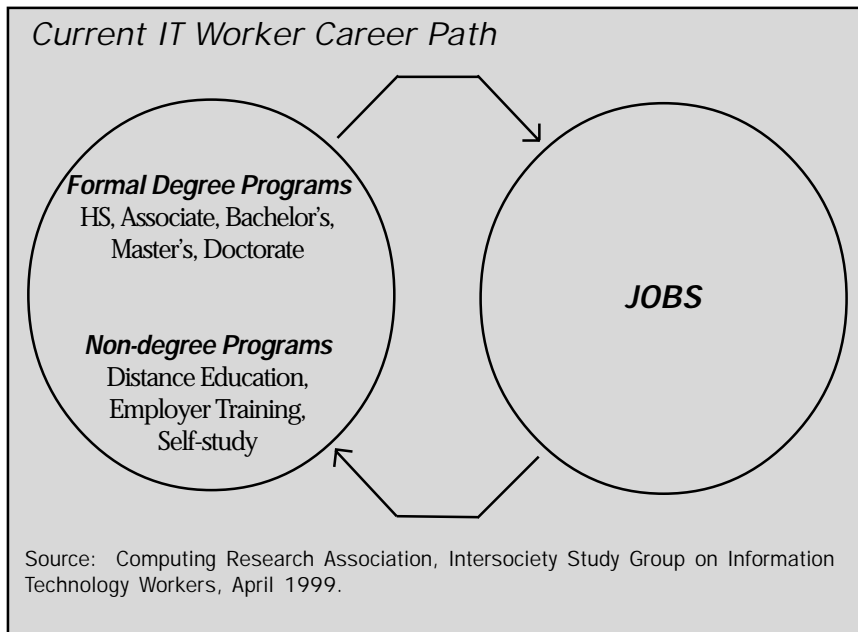 Current IT Worker Career Path
Formal Degree Programs
HS, Associate, Bachelor's,
Master's, Doctorate
Non-degree Programs
Distance Education,
Employer Training,
Self-study
JOBS
Source: Computing Research Association, Intersociety Study Group on Information
Technology Workers, April 1999.